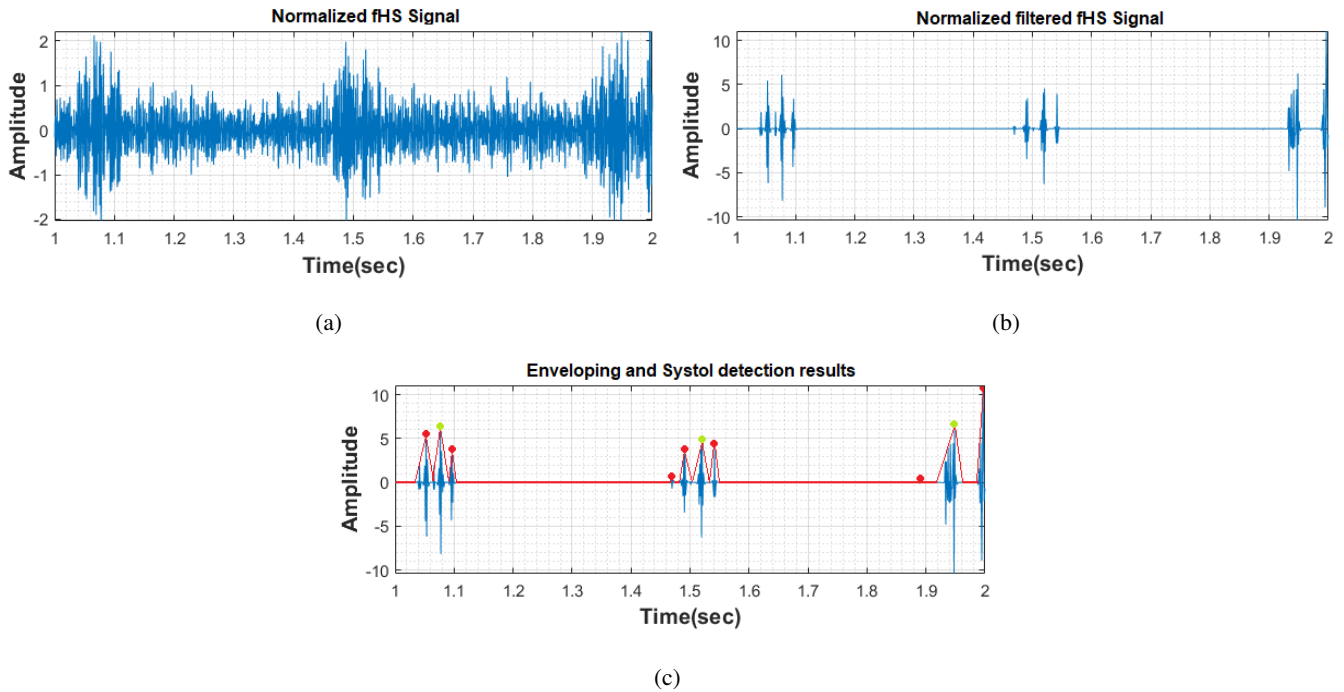 Normalized fHS Signal
2
1
0
-1
-2
Amplitude
1 1.1 1.2 1.3 1.4 1.5 1.6 1.7 1.8 1.9 2
Time(sec)
(a)
Normalized filtered fHS Signal
10
5
0
-5
-10
Amplitude
1 1.1 1.2 1.3 1.4 1.5 1.6 1.7 1.8 1.9 2
Time(sec)
(b)
Enveloping and Systol detection results
10
5
0
-5
-10
Amplitude
1 1.1 1.2 1.3 1.4 1.5 1.6 1.7 1.8 1.9 2
Time(sec)
(c)